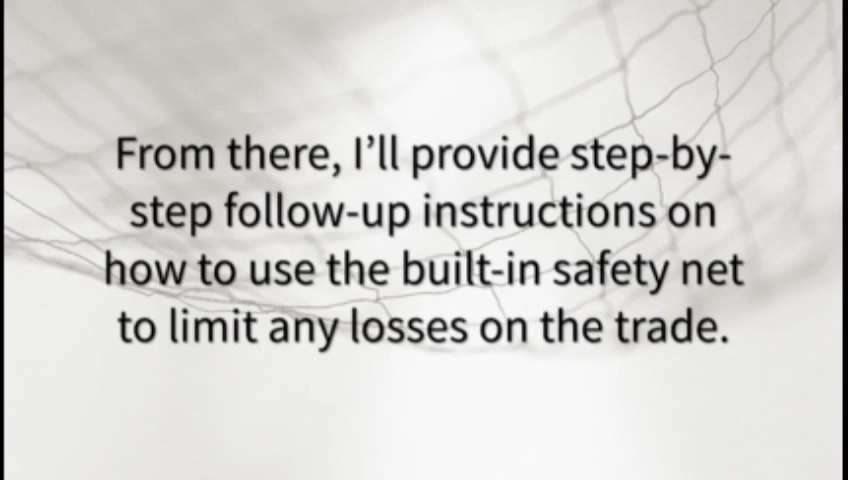 From there, I’ll provide step-by-
step follow-up instructions on
how to use the built-in safety net
to limit any losses on the trade.